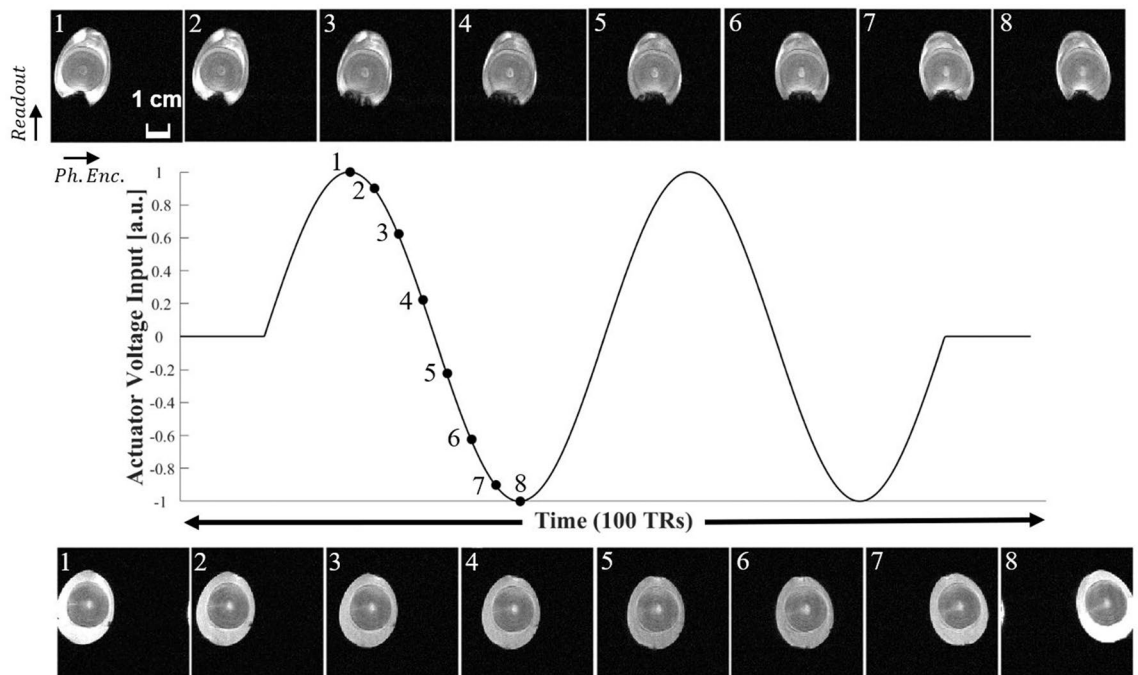 1 2 3 4 5 6 7 8
Readout
1 cm
Ph. Enc.
Actuator Voltage Input [a.u.]
1
0.8
0.6
0.4
0.2
0
-0.2
-0.4
-0.6
-0.8
-1
1
2
3
4
5
6
7
8
Time (100 TRs)
1 2 3 4 5 6 7 8